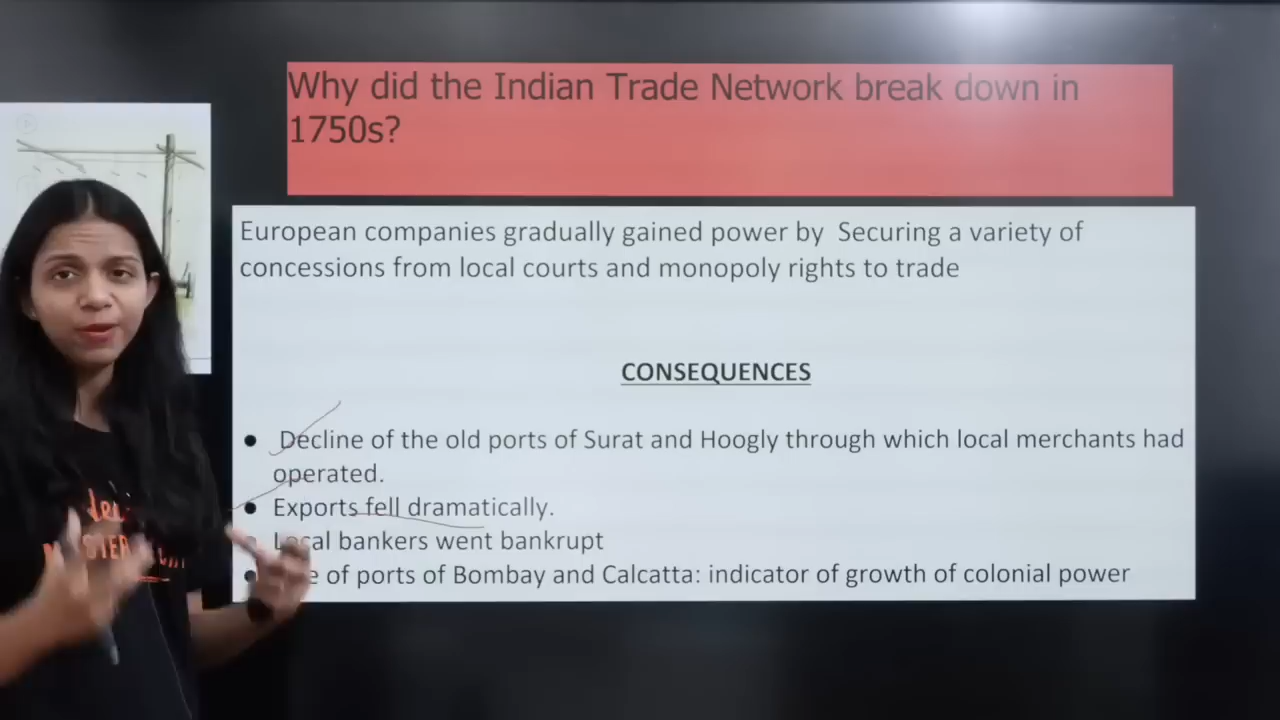 Why did the Indian Trade Network break down in
1750s?
European companies gradually gained power by Securing a variety of
concessions from local courts and monopoly rights to trade
CONSEQUENCES
● Decline of the old ports of Surat and Hoogly through which local merchants had
operated.
● Exports fell dramatically.
● Local bankers went bankrupt
● of ports of Bombay and Calcatta: indicator of growth of colonial power